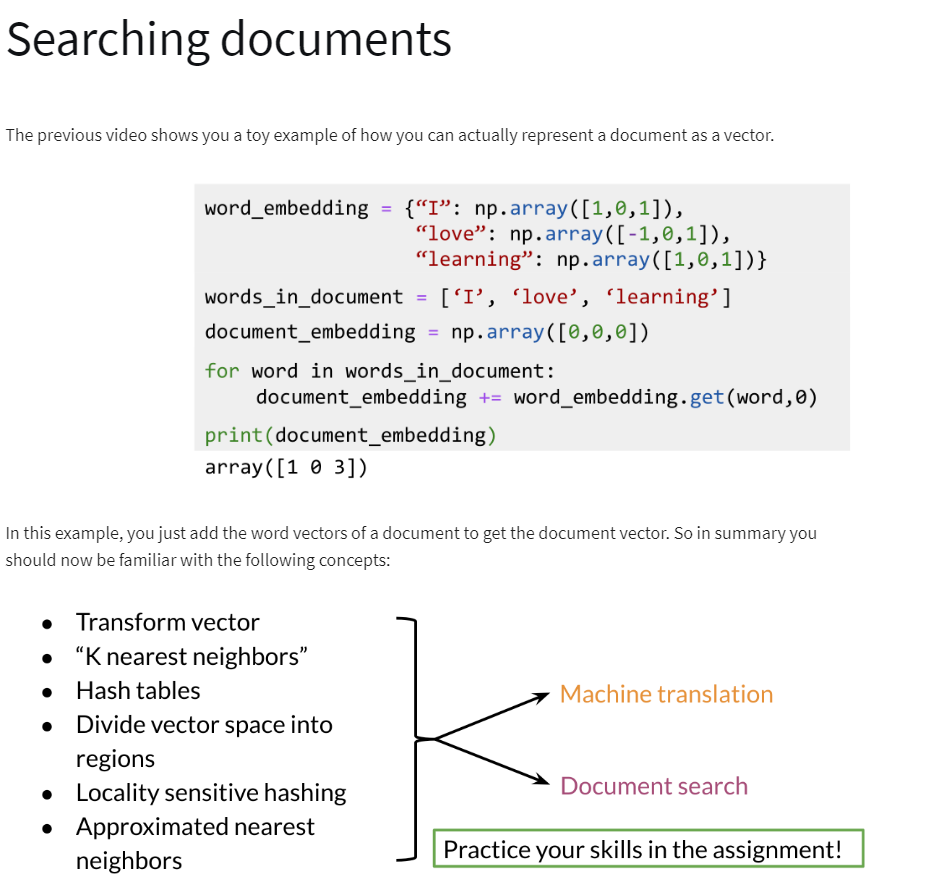 Searching documents
The previous video shows you a toy example of how you can actually represent a document as a vector.
word_embedding = {“I”: np.array([1,0,1]),
“love”: np.array([-1,0,1]),
“learning”: np.array([1,0,1])}
words_in_document = [‘I’, ‘love’, ‘learning’]
document_embedding = np.array([0,0,0])
for word in words_in_document:
document_embedding += word_embedding.get(word,0)
print(document_embedding)
array([1 0 3])
In this example, you just add the word vectors of a document to get the document vector. So in summary you
should now be familiar with the following concepts:
● Transform vector
● “K nearest neighbors”
● Hash tables
● Divide vector space into
regions
● Locality sensitive hashing
● Approximated nearest
neighbors
Machine translation
Document search
Practice your skills in the assignment!